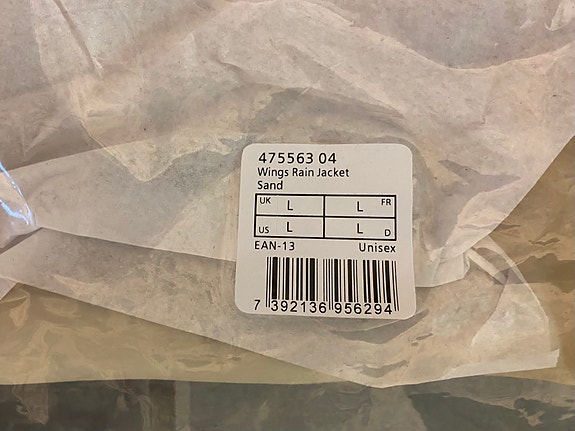 475563 04
Wings Rain Jacket
Sand
UK L L FR
US L L D
EAN-13 Unisex
7 392136 956294